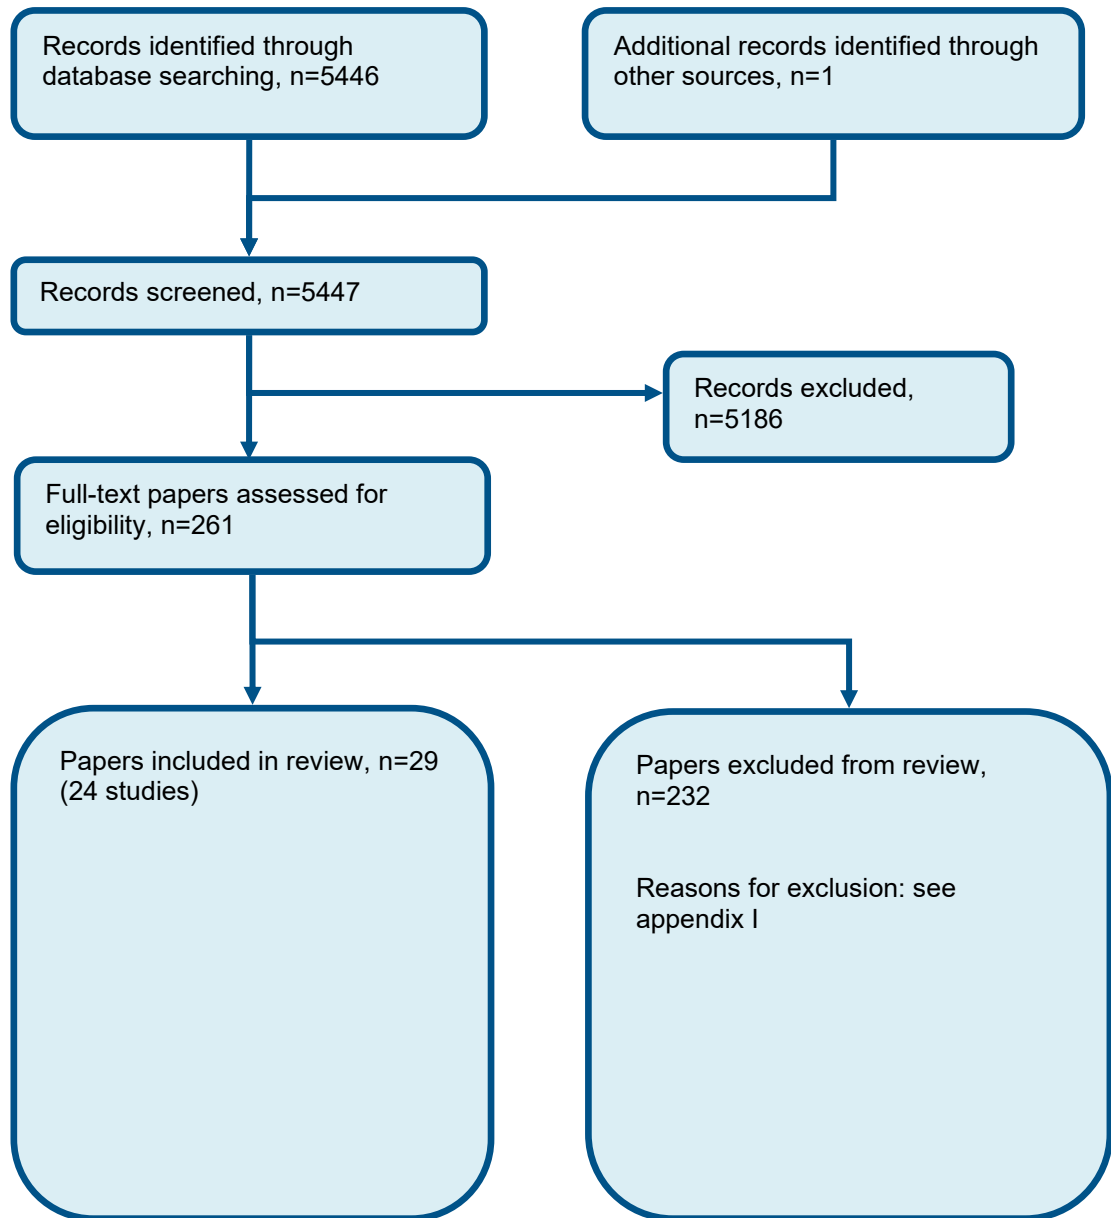 Records identified through
database searching, n=5446
Additional records identified through
other sources, n=1
Records screened, n=5447
Records excluded,
n=5186
Full-text papers assessed for
eligibility, n=261
Papers included in review, n=29
(24 studies)
Papers excluded from review,
n=232
Reasons for exclusion: see
appendix I